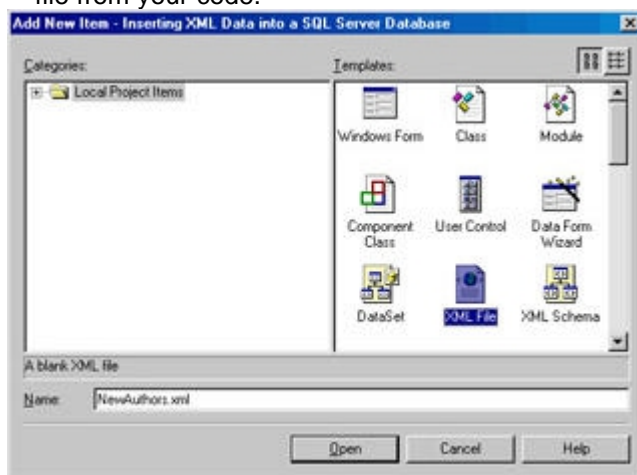 file from your code.
Add New Item - Inserting XML Data into a SQL Server Database
Categories:
Templates:
Local Project Items
Windows Form
Class
Module
Component Class
User Control
Data Form Wizard
DataSet
XML File
XML Schema
A blank XML file
Name:
NewAuthors.xml
Open
Cancel
Help